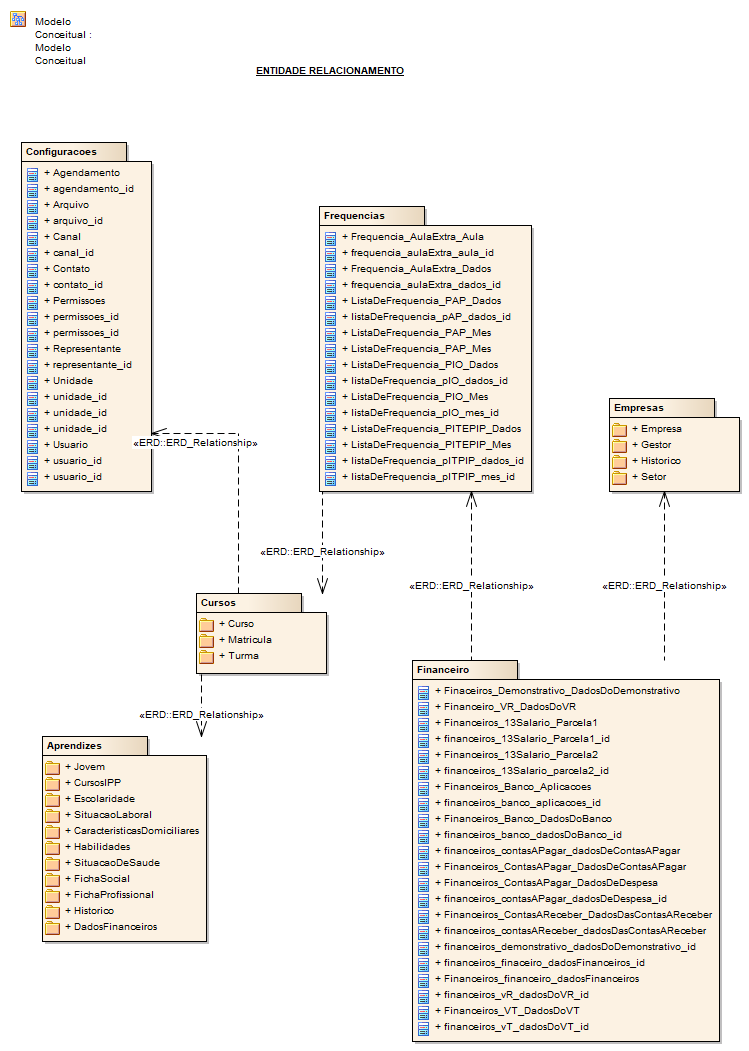 Modelo
Conceitual :
Modelo
Conceitual
ENTIDADE RELACIONAMENTO
Configuracoes
+ Agendamento
+ agendamento_id
+ Arquivo
+ arquivo_id
+ Canal
+ canal_id
+ Contato
+ contato_id
+ Permissoes
+ permissoes_id
+ permissoes_id
+ Representante
+ representante_id
+ Unidade
+ unidade_id
+ unidade_id
+ unidade_id
+ Usuario
+ usuario_id
+ usuario_id
«ERD::ERD_Relationship»
Frequencias
+ Frequencia_AulaExtra_Aula
+ frequencia_aulaExtra_aula_id
+ Frequencia_AulaExtra_Dados
+ frequencia_aulaExtra_dados_id
+ ListaDeFrequencia_PAP_Dados
+ listaDeFrequencia_pAP_dados_id
+ ListaDeFrequencia_PAP_Mes
+ ListaDeFrequencia_PAP_Mes
+ ListaDeFrequencia_PIO_Dados
+ listaDeFrequencia_pIO_dados_id
+ ListaDeFrequencia_PIO_Mes
+ listaDeFrequencia_pIO_mes_id
+ ListaDeFrequencia_PITEPIP_Dados
+ ListaDeFrequencia_PITEPIP_Mes
+ listaDeFrequencia_pITPIP_dados_id
+ listaDeFrequencia_pITPIP_mes_id
Empresas
+ Empresa
+ Gestor
+ Historico
+ Setor
«ERD::ERD_Relationship»
«ERD::ERD_Relationship»
«ERD::ERD_Relationship»
Cursos
+ Curso
+ Matricula
+ Turma
«ERD::ERD_Relationship»
Aprendizes
+ Jovem
+ CursosIPP
+ Escolaridade
+ SituacaoLaboral
+ CaracteristicasDomiciliares
+ Habilidades
+ SituacaoDeSaude
+ FichaSocial
+ FichaProfissional
+ Historico
+ DadosFinanceiros
Financeiro
+ Finaceiros_Demonstrativo_DadosDoDemonstrativo
+ Financeiro_VR_DadosDoVR
+ Financeiros_13Salario_Parcela1
+ financeiros_13Salario_Parcela1_id
+ Financeiros_13Salario_Parcela2
+ financeiros_13Salario_parcela2_id
+ Financeiros_Banco_Aplicacoes
+ financeiros_banco_aplicacoes_id
+ Financeiros_Banco_DadosDoBanco
+ financeiros_banco_dadosDoBanco_id
+ financeiros_contasAPagar_dadosDeContasAPagar
+ Financeiros_ContasAPagar_DadosDeContasAPagar
+ Financeiros_ContasAPagar_DadosDeDespesa
+ financeiros_contasAPagar_dadosDeDespesa_id
+ Financeiros_ContasAReceber_DadosDasContasAReceber
+ financeiros_contasAReceber_dadosDasContasAReceber
+ financeiros_demonstrativo_dadosDoDemonstrativo_id
+ financeiros_finaceiro_dadosFinanceiros_id
+ Financeiros_financeiro_dadosFinanceiros
+ financeiros_vR_dadosDoVR_id
+ Financeiros_VT_DadosDoVT
+ financeiros_vT_dadosDoVT_id